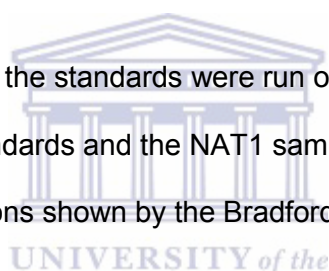 the standards were run o
ndards and the NAT1 sam
ons shown by the Bradford
UNIVERSITY of the